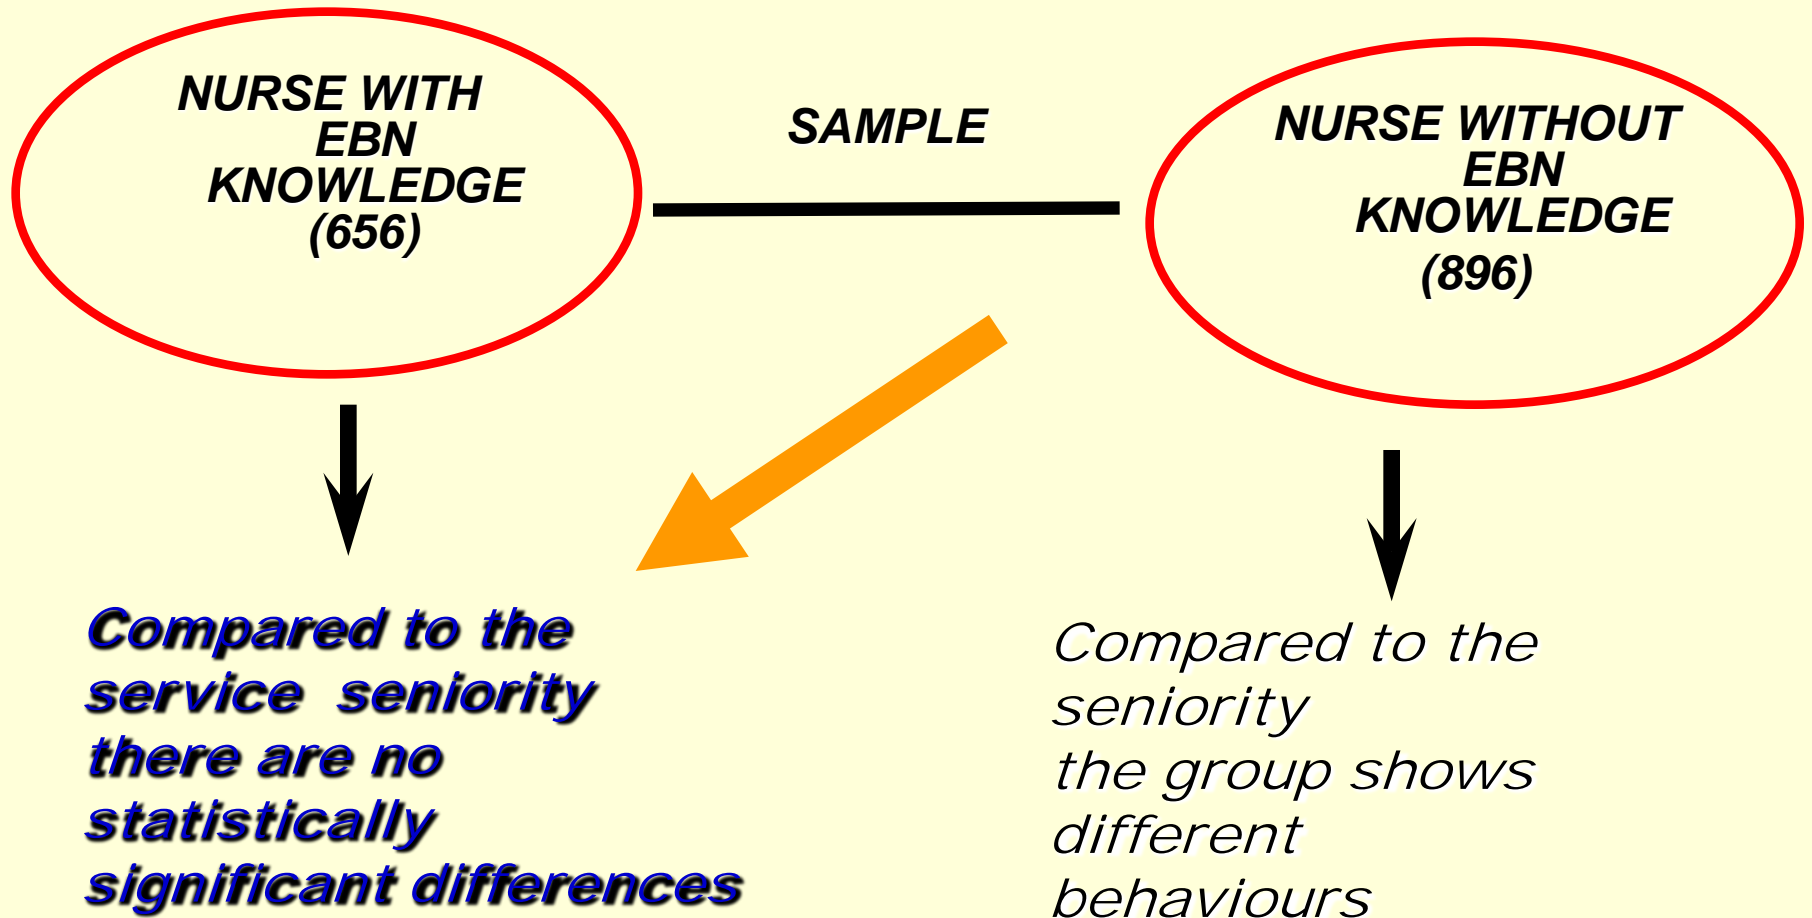 NURSE WITH
EBN
KNOWLEDGE
(656)
SAMPLE
NURSE WITHOUT
EBN
KNOWLEDGE
(896)
Compared to the
service seniority
there are no
statistically
significant differences
Compared to the
seniority
the group shows
different
behaviours